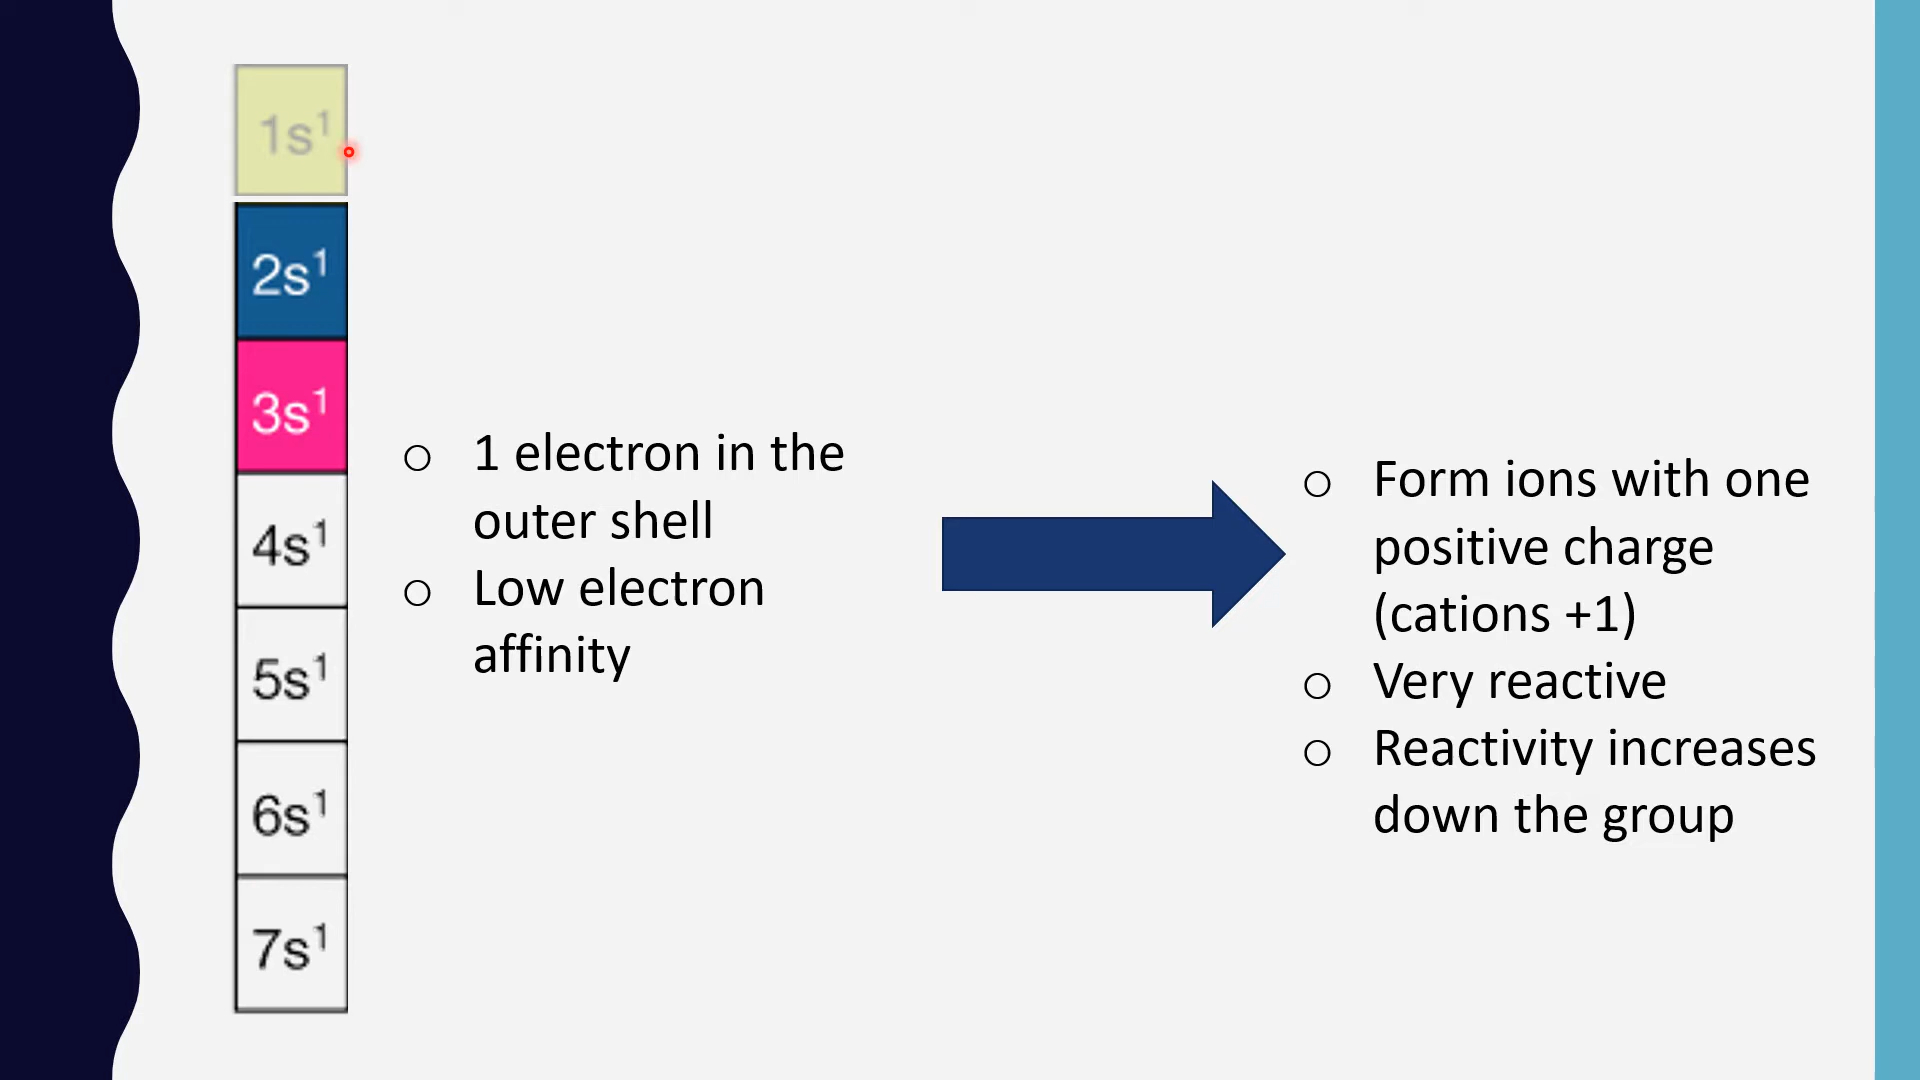 1s¹
2s¹
3s¹
4s¹
5s¹
6s¹
7s¹
○ 1 electron in the
outer shell
○ Low electron
affinity
○ Form ions with one
positive charge
(cations +1)
○ Very reactive
○ Reactivity increases
down the group